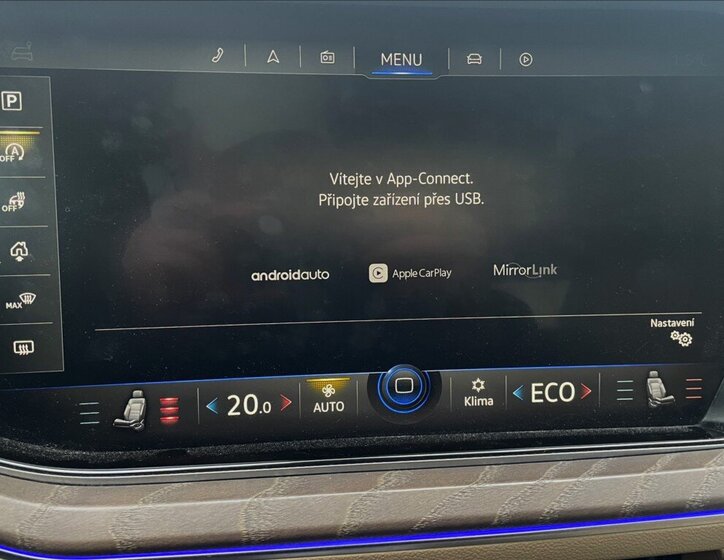 MENU
P
OFF
OFF
MAX
Vítejte v App-Connect.
Připojte zařízení přes USB.
androidauto
Apple CarPlay
MirrorLink
Nastavení
20.0
AUTO
Klima
ECO